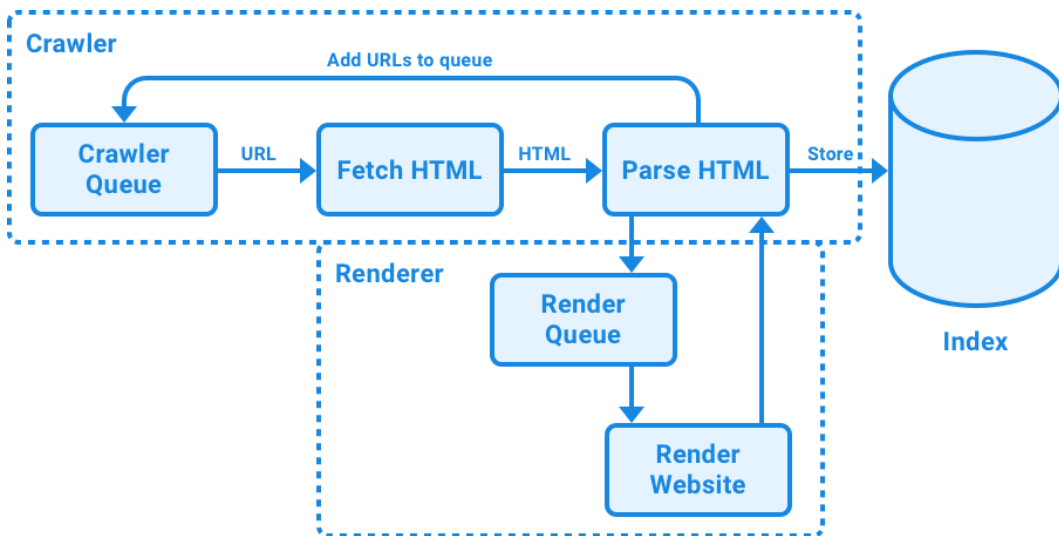 Crawler
Add URLs to queue
Crawler
Queue
URL
Fetch HTML
HTML
Parse HTML
Store
Renderer
Render
Queue
Index
Render
Website